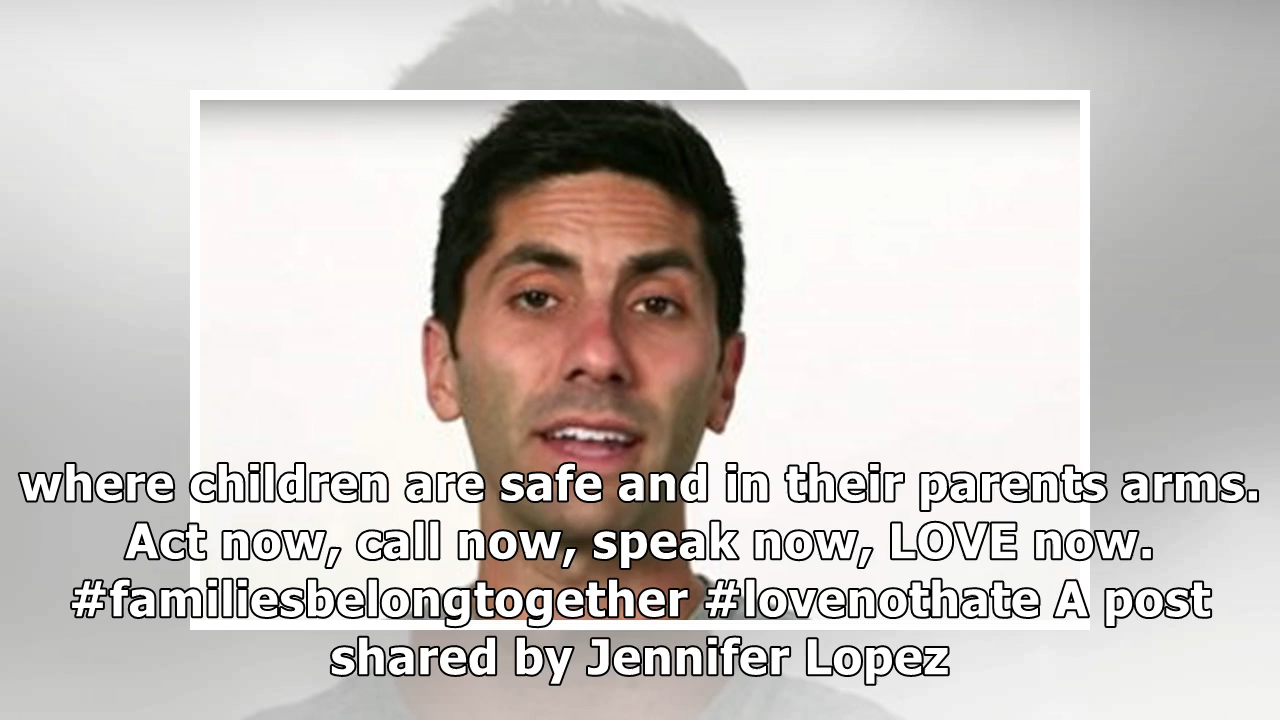 where children are safe and in their parents arms.
Act now, call now, speak now, LOVE now.
#familiesbelongtogether #lovenothate A post
shared by Jennifer Lopez